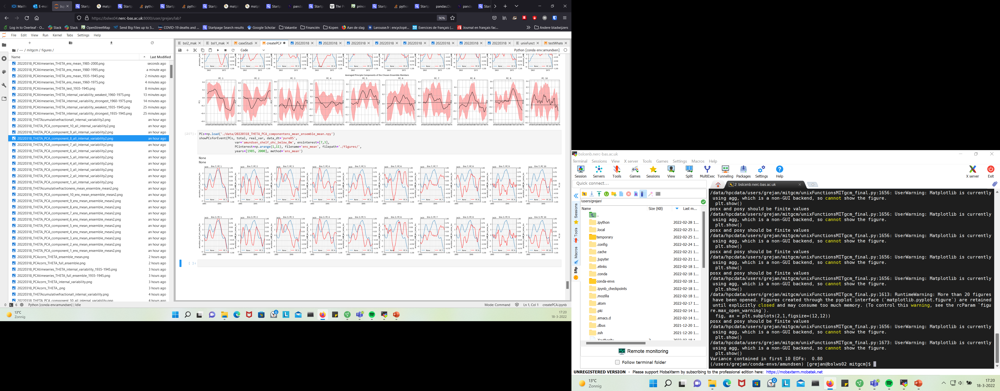 Mailfe
E-mail
Jup
Startp
matpl
Startp
python
Startp
python
Startp
matpl
matpl
Startp
panda
Startp
The Pr
prince
Startp
python
Startp
pandas.Da
panda
Start
https://bslws04.nerc-bas.ac.uk:8000/user/grejan/lab?
90%
Log in to Overleaf - O...
Slack
Slack
OpenStreetMap
Send Big Files up to 5...
COVID-19 deaths and ...
Startpage Search results
Google Scholar
Vakantie
Financiën
Kopen
Aan de slag
Larousse.fr : encyclopé...
Exercices de français (...
Journal en français fac...
Andere bladwijzers
File Edit View Run Kernel Tabs Settings Help
/ ··· / mitgcm / figures /
Name Last Modified
20220318_PCAtimeseries_THETA_ens_mean_1985-2000.png seconds ago
20220318_PCAtimeseries_THETA_ens_mean_1980-1995.png a minute ago
20220318_PCAtimeseries_THETA_ens_mean_1935-1945.png 2 minutes ago
20220318_PCAtimeseries_THETA_ens_mean_1960-1975.png 4 minutes ago
20220318_PCAtimeseries_THETA_test_1935-1945.png 8 minutes ago
20220318_PCAtimeseries_THETA_internal_variability_weakest_1960-1975.png 13 minutes ago
20220318_PCAtimeseries_THETA_internal_variability_strongest_1960-1975.png 14 minutes ago
20220318_PCAtimeseries_THETA_internal_variability_weakest_1935-1945.png 25 minutes ago
20220318_PCAtimeseries_THETA_internal_variability_strongest_1935-1945.png 25 minutes ago
20220318_THETAcumulativefractionall_internal_variability2.png an hour ago
20220318_THETA_PCA_component_10_all_internal_variability2.png an hour ago
20220318_THETA_PCA_component_9_all_internal_variability2.png an hour ago
20220318_THETA_PCA_component_8_all_internal_variability2.png an hour ago
20220318_THETA_PCA_component_7_all_internal_variability2.png an hour ago
20220318_THETA_PCA_component_6_all_internal_variability2.png an hour ago
20220318_THETA_PCA_component_5_all_internal_variability2.png an hour ago
20220318_THETA_PCA_component_4_all_internal_variability2.png an hour ago
20220318_THETA_PCA_component_3_all_internal_variability2.png an hour ago
20220318_THETA_PCA_component_2_all_internal_variability2.png an hour ago
20220318_THETA_PCA_component_1_all_internal_variability2.png an hour ago
20220318_THETAcumulativefractionens_mean_ensemble_mean2.png an hour ago
20220318_THETA_PCA_component_10_ens_mean_ensemble_mean2.png an hour ago
20220318_THETA_PCA_component_9_ens_mean_ensemble_mean2.png an hour ago
20220318_THETA_PCA_component_8_ens_mean_ensemble_mean2.png an hour ago
20220318_THETA_PCA_component_7_ens_mean_ensemble_mean2.png an hour ago
20220318_THETA_PCA_component_6_ens_mean_ensemble_mean2.png an hour ago
20220318_THETA_PCA_component_5_ens_mean_ensemble_mean2.png an hour ago
20220318_THETA_PCA_component_4_ens_mean_ensemble_mean2.png an hour ago
20220318_THETA_PCA_component_3_ens_mean_ensemble_mean2.png an hour ago
20220318_THETA_PCA_component_2_ens_mean_ensemble_mean2.png an hour ago
20220318_THETA_PCA_component_1_ens_mean_ensemble_mean2.png an hour ago
20220318_PCAcorrs_THETA_ensemble_mean.png 2 hours ago
20220318_PCAcorrs_THETA_full_ensemble.png 2 hours ago
20220318_PCAtimeseries_THETA_internal_variability_1935-1945.png 3 hours ago
20220318_PCAtimeseries_THETA_full_ensemble_1935-1945.png 3 hours ago
20220318_PCAcorrs_THETA_internal_variability.png 3 hours ago
20220318_PCAcorrs_THETA_.png 3 hours ago
20220318_THETAcumulativefractionall_internal_variability.png 4 hours ago
20220318_THETA_PCA_component_10_all_internal_variability.png 4 hours ago
bsl2_mak
bsl1_mak
caseStudi
createPCA
20220318
20220318
20220318
20220318
20220318
20220318
20220318
20220318
unixFunct
testWhate
Code
Python [conda env:amundsen]
Averaged Principle Components of the Chosen Ensemble Members
PC: 1 PC: 2 PC: 3 PC: 4 PC: 5 PC: 6 PC: 7 PC: 8 PC: 9 PC: 10
[207]:
PCs=np.load('./data/20220318_THETA_PCA_componentens_mean_ensemble_mean.npy')
showPCsforEvent(PCs, total, real_var, data_dt='pureBS',
var='amundsen_shelf_ohc_below_0m', ensinterest=[7,3],
PCinterest=np.arange(1,11), filename='ens_mean', filepath='./figures/',
years=[1985, 2000], method='ens_mean')
None
None
Ens 7; PC 1 Ens 7; PC 2 Ens 7; PC 3 Ens 7; PC 4 Ens 7; PC 5 Ens 7; PC 6 Ens 7; PC 7 Ens 7; PC 8 Ens 7; PC 9 Ens 7; PC 10
Ens 3; PC 1 Ens 3; PC 2 Ens 3; PC 3 Ens 3; PC 4 Ens 3; PC 5 Ens 3; PC 6 Ens 3; PC 7 Ens 3; PC 8 Ens 3; PC 9 Ens 3; PC 10
[ ]:
0 6 Python [conda env:amundsen] | Idle
Mode: Command Ln 1, Col 1 createPCA.ipynb
13°C
Zonnig
17:20
18-3-2022
bslcenb.nerc-bas.ac.uk
Terminal Sessions View X server Tools Games Settings Macros Help
Session Servers Tools Games Sessions View Split MultiExec Tunneling Packages Settings Help X server Exit
Quick connect...
2. bslcenb.nerc-bas.ac.uk
Sessions
Tools
Macros
Sftp
/users/grejan/
Name Size (KB) Last m...
..
.ipython 2022-02-28 1...
.local 2022-02-25 1...
temporary 2022-02-25 1...
.config 2022-02-24 1...
.cache 2022-02-21 1...
.jupyter 2022-02-21 1...
.elinks 2022-02-18 1...
.conda 2022-02-18 1...
conda-envs 2022-02-18 1...
.ipynb_checkpoints 2022-02-18 1...
.mozilla 2022-02-18 1...
.atom 2022-02-17 1...
.pki 2022-02-14 1...
.emacs.d 2022-02-14 1...
.dbus 2021-12-20 1...
.ssh 2021-12-20 1...
.Xauthority 2 2022-03-18 1...
Remote monitoring
Follow terminal folder
/data/hpcdata/users/grejan/mitgcm/unixFunctionsMITgcm_final.py:1656: UserWarning: Matplotlib is currently
using agg, which is a non-GUI backend, so cannot show the figure.
plt.show()
posx and posy should be finite values
/data/hpcdata/users/grejan/mitgcm/unixFunctionsMITgcm_final.py:1656: UserWarning: Matplotlib is currently
using agg, which is a non-GUI backend, so cannot show the figure.
plt.show()
posx and posy should be finite values
/data/hpcdata/users/grejan/mitgcm/unixFunctionsMITgcm_final.py:1656: UserWarning: Matplotlib is currently
using agg, which is a non-GUI backend, so cannot show the figure.
plt.show()
posx and posy should be finite values
/data/hpcdata/users/grejan/mitgcm/unixFunctionsMITgcm_final.py:1656: UserWarning: Matplotlib is currently
using agg, which is a non-GUI backend, so cannot show the figure.
plt.show()
posx and posy should be finite values
/data/hpcdata/users/grejan/mitgcm/unixFunctionsMITgcm_final.py:1656: UserWarning: Matplotlib is currently
using agg, which is a non-GUI backend, so cannot show the figure.
plt.show()
/data/hpcdata/users/grejan/mitgcm/unixFunctionsMITgcm_final.py:1613: RuntimeWarning: More than 20 figures
have been opened. Figures created through the pyplot interface (`matplotlib.pyplot.figure`) are retained
until explicitly closed and may consume too much memory. (To control this warning, see the rcParam `figu
re.max_open_warning`).
fig, ax = plt.subplots(2,1,figsize=(12,12))
posx and posy should be finite values
/data/hpcdata/users/grejan/mitgcm/unixFunctionsMITgcm_final.py:1656: UserWarning: Matplotlib is currently
using agg, which is a non-GUI backend, so cannot show the figure.
plt.show()
/data/hpcdata/users/grejan/mitgcm/unixFunctionsMITgcm_final.py:1673: UserWarning: Matplotlib is currently
using agg, which is a non-GUI backend, so cannot show the figure.
plt.show()
Variance contained in first 10 EOFs:  0.80
(/users/grejan/conda-envs/amundsen) [grejan@bslws02 mitgcm]$
UNREGISTERED VERSION - Please support MobaXterm by subscribing to the professional edition here: https://mobaxterm.mobatek.net
13°C
Zonnig
17:20
18-3-2022